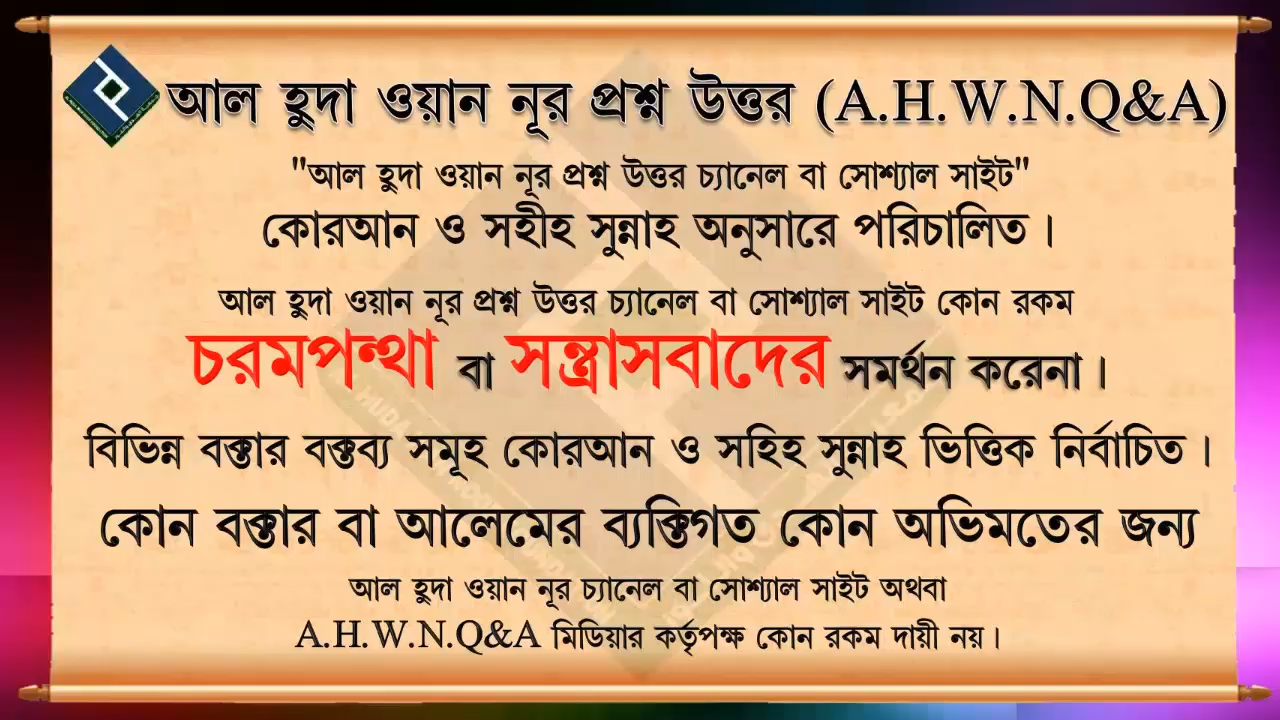 আল হুদা ওয়ান নূর প্রশ্ন উত্তর (A.H.W.N.Q&A)
"আল হুদা ওয়ান নূর প্রশ্ন উত্তর চ্যানেল বা সোশ্যাল সাইট"
কোরআন ও সহীহ সুন্নাহ অনুসারে পরিচালিত।
আল হুদা ওয়ান নূর প্রশ্ন উত্তর চ্যানেল বা সোশ্যাল সাইট কোন রকম
চরমপন্থা বা সন্ত্রাসবাদের সমর্থন করেনা।
বিভিন্ন বক্তার বক্তব্য সমূহ কোরআন ও সহিহ সুন্নাহ ভিত্তিক নির্বাচিত।
কোন বক্তার বা আলেমের ব্যক্তিগত কোন অভিমতের জন্য
আল হুদা ওয়ান নূর চ্যানেল বা সোশ্যাল সাইট অথবা
A.H.W.N.Q&A মিডিয়ার কর্তৃপক্ষ কোন রকম দায়ী নয়।